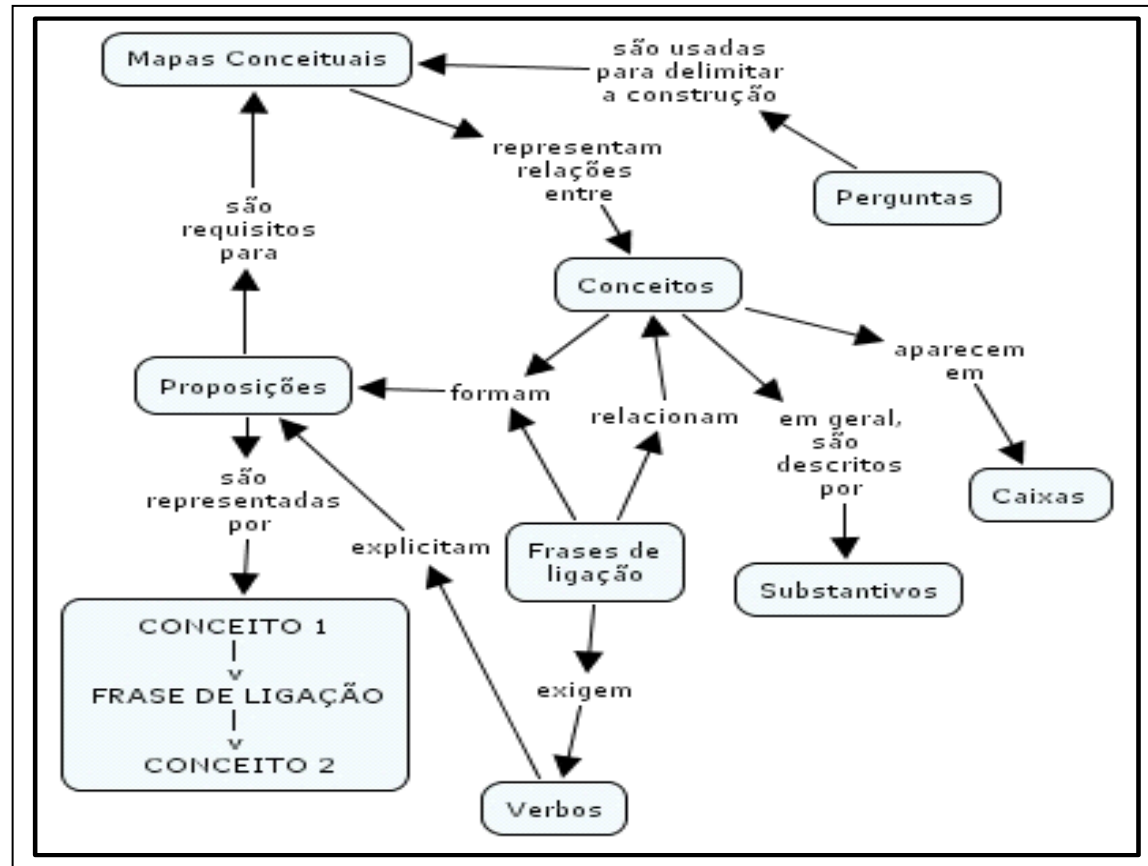 Mapas Conceituais
são usadas
para delimitar
a construção
representam
relações
entre
Perguntas
são
requisitos
para
Conceitos
aparecem
em
Proposições
formam
relacionam
em geral,
são
descritos
por
Caixas
são
representadas
por
explicitam
Frases de
ligação
Substantivos
CONCEITO 1
|
v
FRASE DE LIGAÇÃO
|
v
CONCEITO 2
exigem
Verbos